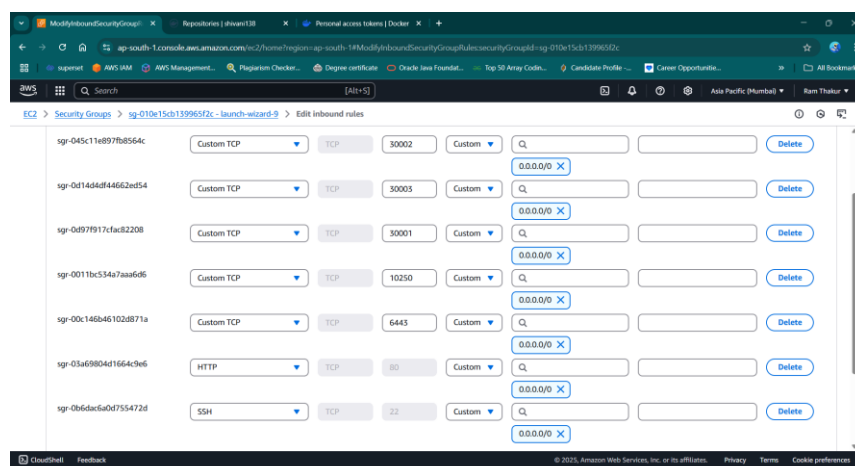 ModifyInboundSecurityGroupR
Repositories | shivani138
Personal access tokens | Docker
ap-south-1.console.aws.amazon.com/ec2/home?region=ap-south-1#ModifyInboundSecurityGroupRules:securityGroupId=sg-010e15cb139965f2c
superset
AWS IAM
AWS Management...
Plagiarism Checker...
Degree certificate
Oracle Java Foundat...
Top 50 Array Codin...
Candidate Profile -...
Career Opportunitie...
»
All Bookmark
aws
Search
[Alt+S]
Asia Pacific (Mumbai)
Ram Thakur
EC2 > Security Groups > sg-010e15cb139965f2c - launch-wizard-9 > Edit inbound rules
sgr-045c11e897fb8564c Custom TCP TCP 30002 Custom Delete
0.0.0.0/0
sgr-0d14d4df44662ed54 Custom TCP TCP 30003 Custom Delete
0.0.0.0/0
sgr-0d97f917cfac82208 Custom TCP TCP 30001 Custom Delete
0.0.0.0/0
sgr-0011bc534a7aaa6d6 Custom TCP TCP 10250 Custom Delete
0.0.0.0/0
sgr-00c146b46102d871a Custom TCP TCP 6443 Custom Delete
0.0.0.0/0
sgr-03a69804d1664c9e6 HTTP TCP 80 Custom Delete
0.0.0.0/0
sgr-0b6dac6a0d755472d SSH TCP 22 Custom Delete
0.0.0.0/0
CloudShell Feedback © 2025, Amazon Web Services, Inc. or its affiliates. Privacy Terms Cookie preferences